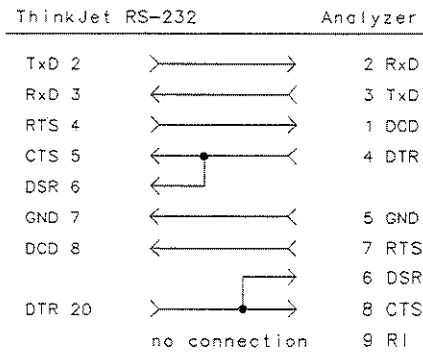 ThinkJet RS-232 Analyzer
TxD 2 2 RxD
RxD 3 3 TxD
RTS 4 1 DCD
CTS 5 4 DTR
DSR 6
GND 7 5 GND
DCD 8 7 RTS
6 DSR
DTR 20 8 CTS
no connection 9 RI